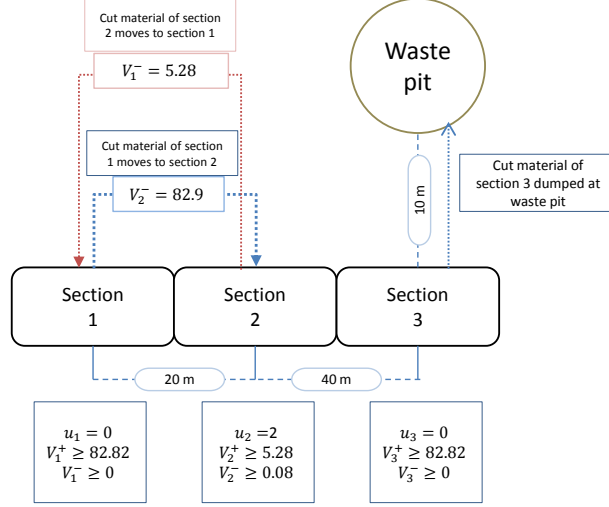 Cut material of section
2 moves to section 1
V₁⁻ = 5.28
Waste
pit
Cut material of section
1 moves to section 2
V₂⁻ = 82.9
10 m
Cut material of
section 3 dumped at
waste pit
Section
1
Section
2
Section
3
20 m
40 m
u₁ = 0
V₁⁺ ≥ 82.82
V₁⁻ ≥ 0
u₂ =2
V₂⁺ ≥ 5.28
V₂⁻ ≥ 0.08
u₃ = 0
V₃⁺ ≥ 82.82
V₃⁻ ≥ 0